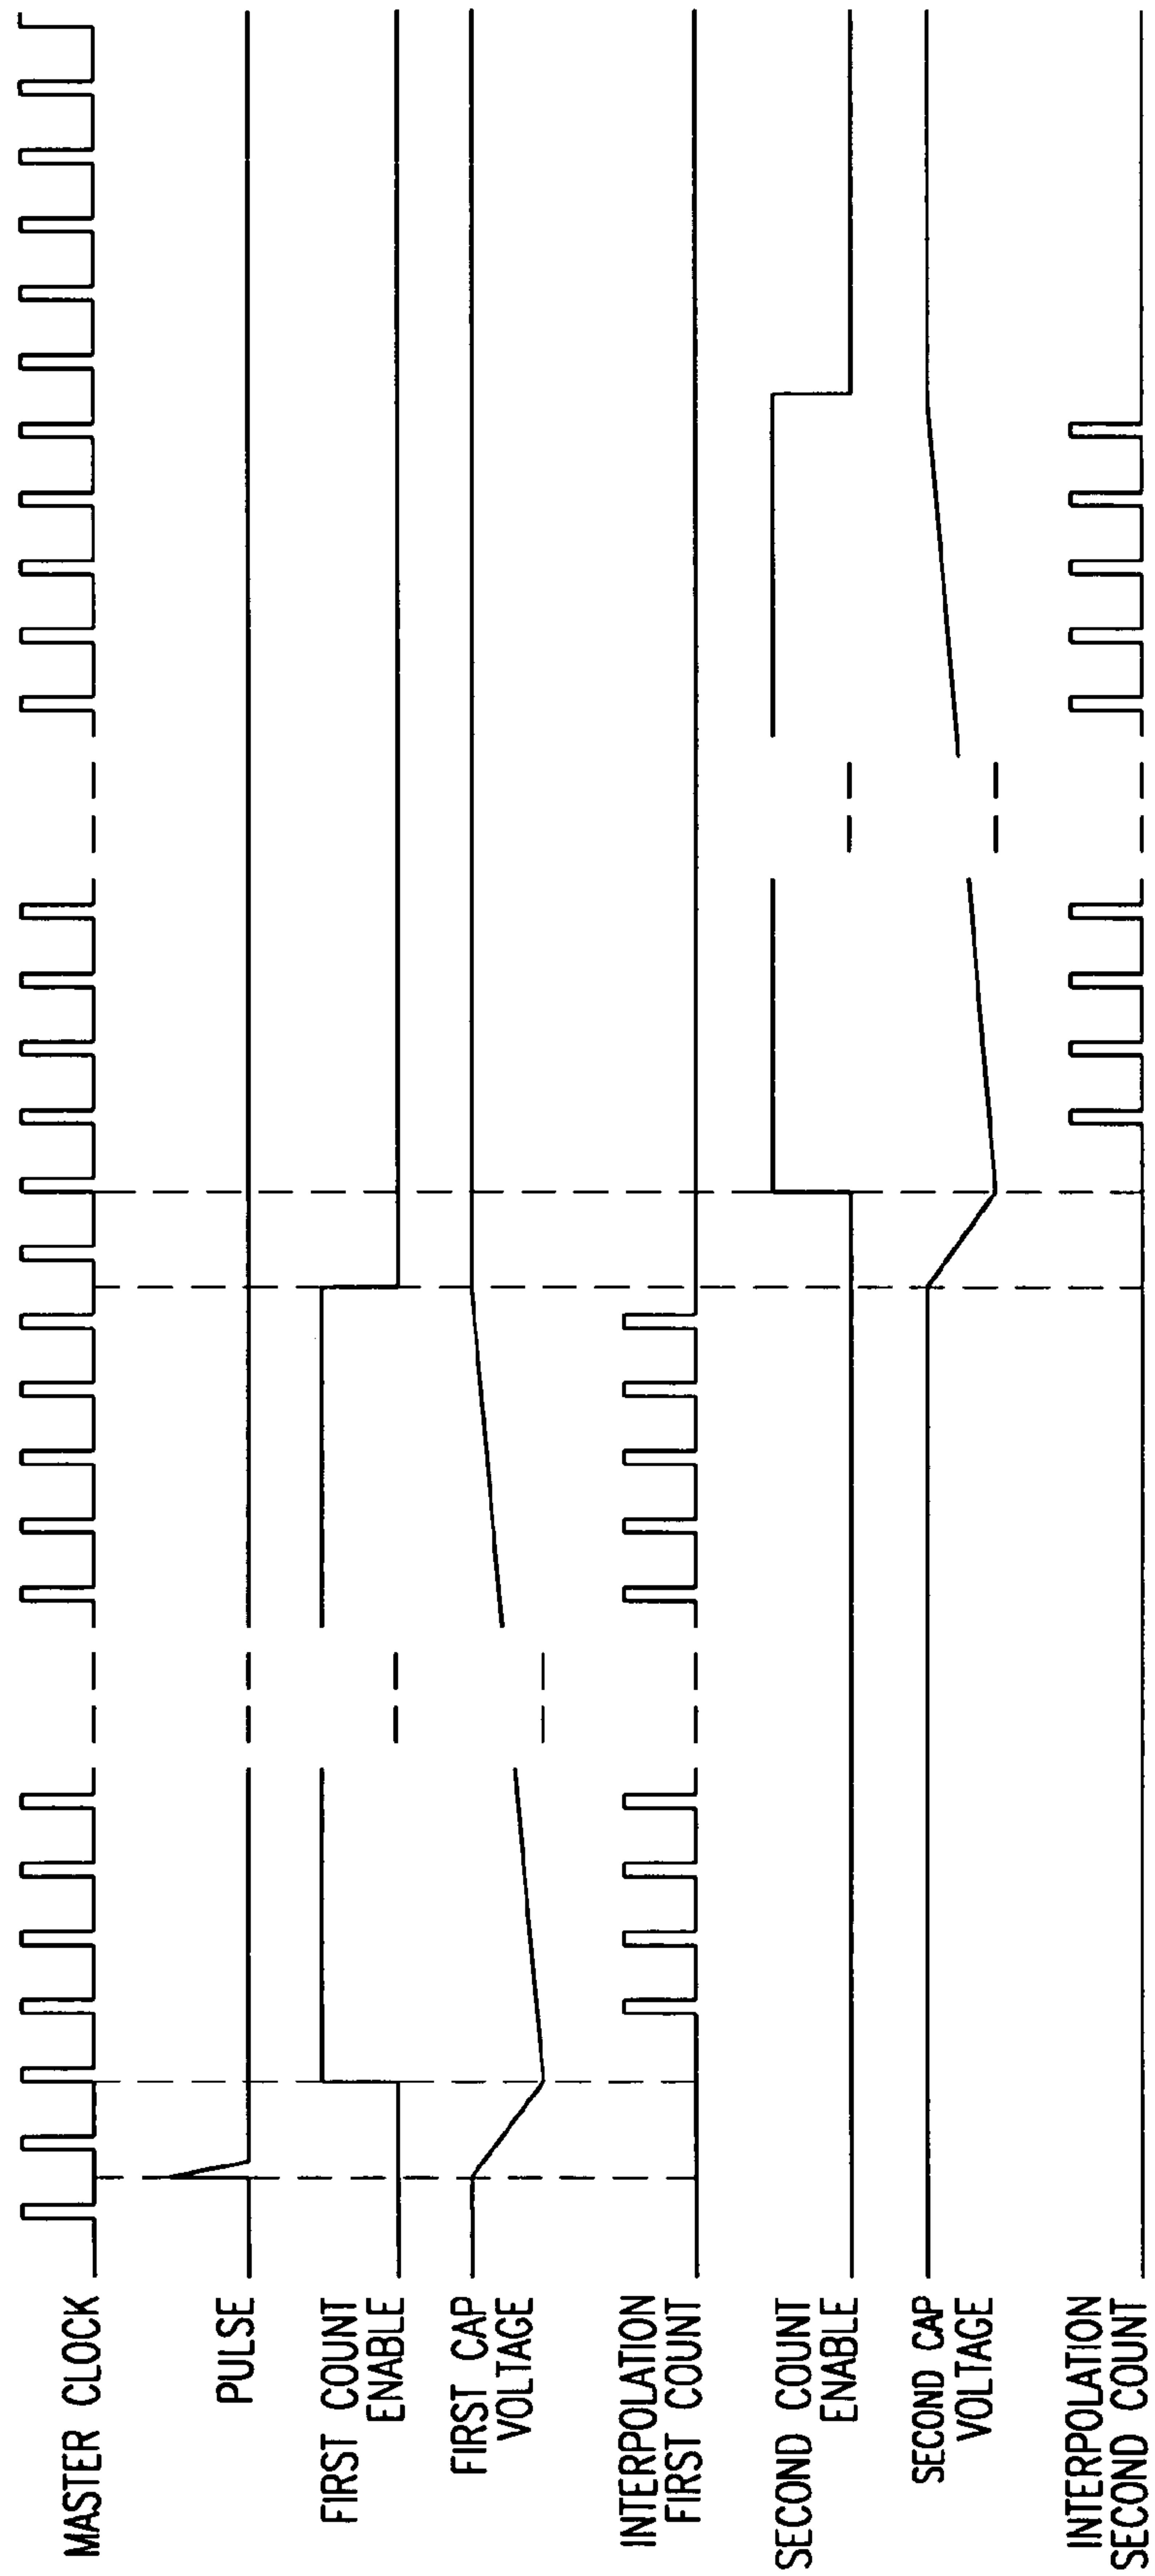 MASTER CLOCK
PULSE
FIRST COUNT
ENABLE
FIRST CAP
VOLTAGE
INTERPOLATION
FIRST COUNT
SECOND COUNT
ENABLE
SECOND CAP
VOLTAGE
INTERPOLATION
SECOND COUNT